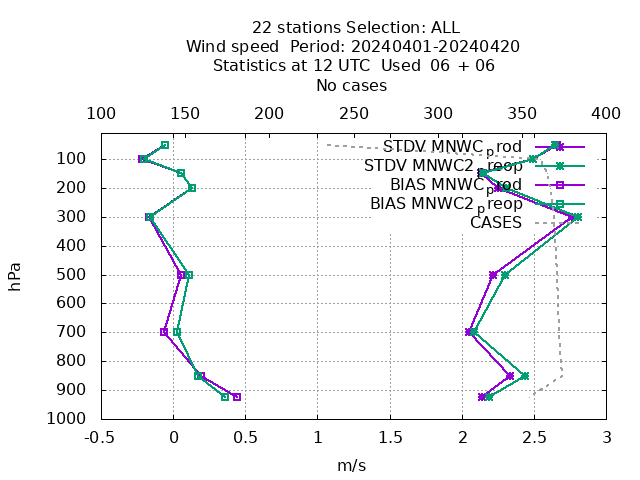 22 stations Selection: ALL
Wind speed  Period: 20240401-20240420
Statistics at 12 UTC  Used  06 + 06
No cases
100 150 200 250 300 350 400
STDV MNWC_prod
STDV MNWC2_preop
BIAS MNWC_prod
BIAS MNWC2_preop
CASES
100
200
300
400
500
600
700
800
900
1000
hPa
-0.5 0 0.5 1 1.5 2 2.5 3
m/s